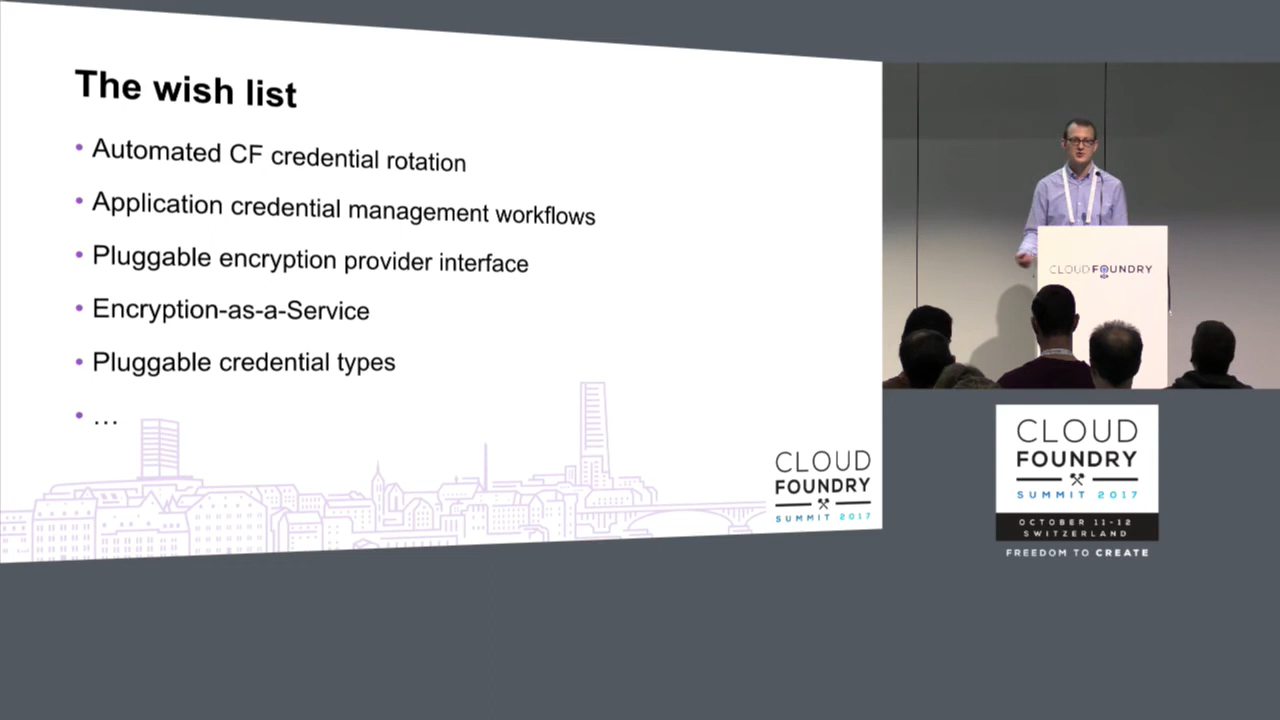 The wish list
• Automated CF credential rotation
• Application credential management workflows
• Pluggable encryption provider interface
• Encryption-as-a-Service
• Pluggable credential types
• ...
CLOUD
FOUNDRY
SUMMIT 2017
CLOUDFOUNDRY
CLOUD
FOUNDRY
SUMMIT 2017
OCTOBER 11-12
SWITZERLAND
FREEDOM TO CREATE